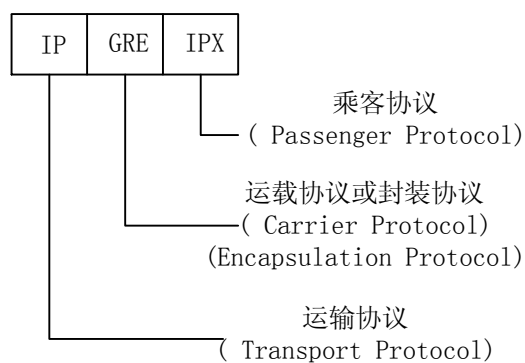 IP GRE IPX
乘客协议
( Passenger Protocol)
运载协议或封装协议
( Carrier Protocol)
(Encapsulation Protocol)
运输协议
( Transport Protocol)